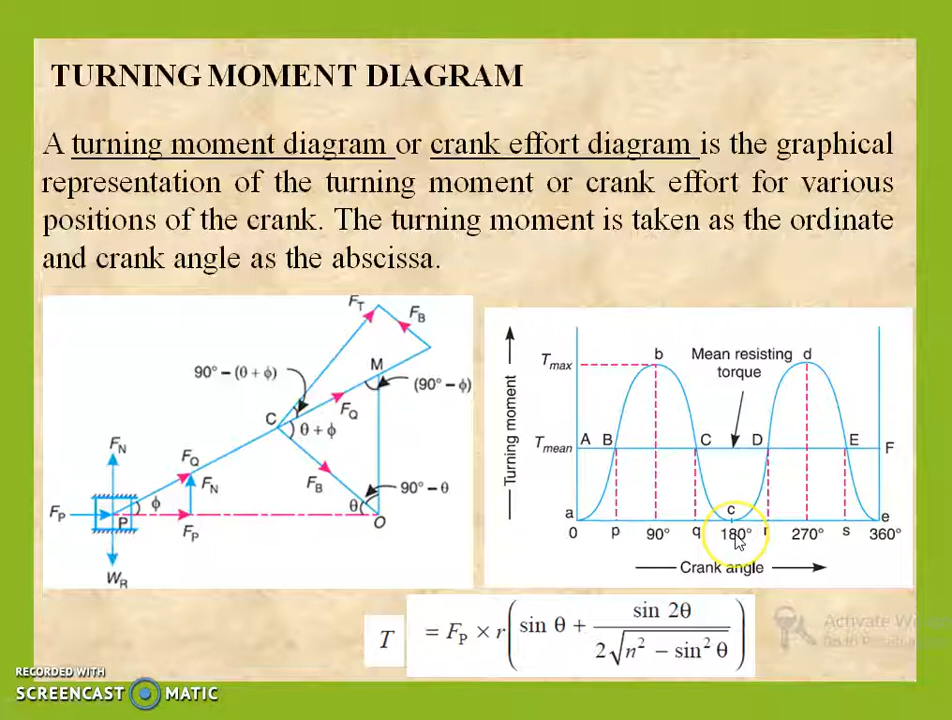 TURNING MOMENT DIAGRAM
A turning moment diagram or crank effort diagram is the graphical
representation of the turning moment or crank effort for various
positions of the crank. The turning moment is taken as the ordinate
and crank angle as the abscissa.
F_T
F_B
90° – (θ + ϕ)
M
(90° – ϕ)
F_Q
C
θ + ϕ
F_N
F_Q
F_B
90° – θ
F_N
ϕ
θ
F_P
P
O
F_P
W_R
T_max
b
Mean resisting
torque
d
Turning moment
T_mean
A
B
C
D
E
F
a
c
e
0
p
90°
q
180°
r
270°
s
360°
Crank angle
T = F_P × r ( sin θ + sin 2θ / 2√(n² – sin² θ) )
RECORDED WITH
SCREENCAST MATIC